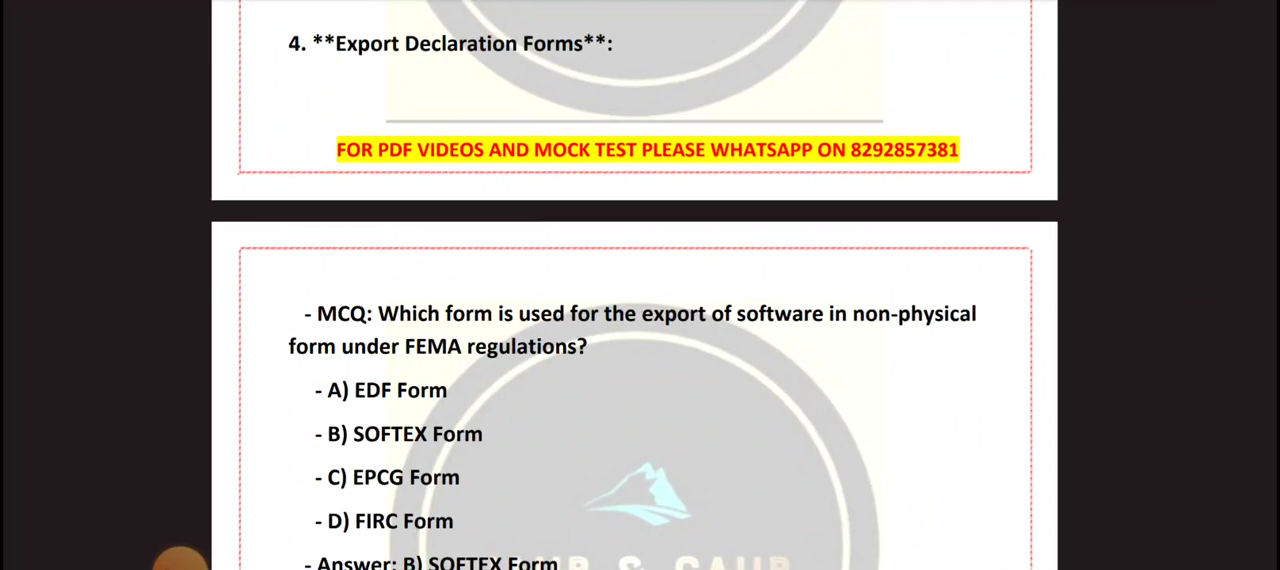 4. **Export Declaration Forms**:
FOR PDF VIDEOS AND MOCK TEST PLEASE WHATSAPP ON 8292857381
- MCQ: Which form is used for the export of software in non-physical
form under FEMA regulations?
- A) EDF Form
- B) SOFTEX Form
- C) EPCG Form
- D) FIRC Form
- Answer: B) SOFTEX Form